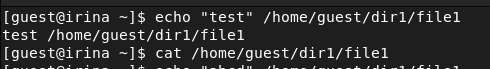 [guest@irina ~]$ echo "test" /home/guest/dir1/file1
test /home/guest/dir1/file1
[guest@irina ~]$ cat /home/guest/dir1/file1